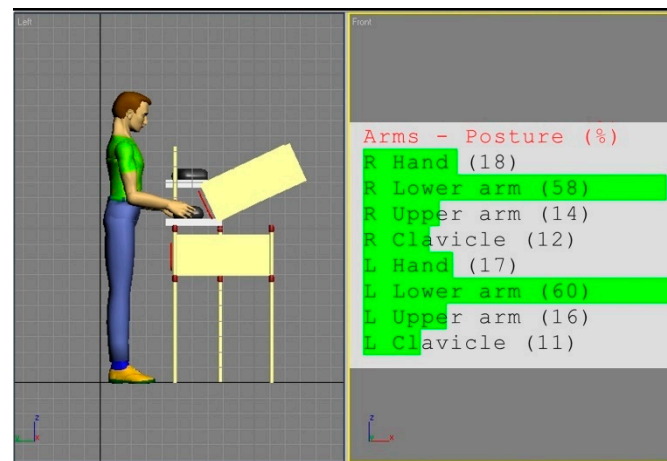 Left
Front
Arms - Posture (%)
R Hand (18)
R Lower arm (58)
R Upper arm (14)
R Clavicle (12)
L Hand (17)
L Lower arm (60)
L Upper arm (16)
L Clavicle (11)
z
x
z
x